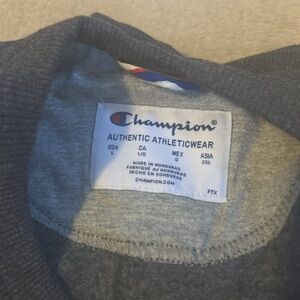 Champion®
AUTHENTIC ATHLETICWEAR
USA CA MEX ASIA
L L/G G 2XL
MADE IN HONDURAS
FABRIQUÉ AU HONDURAS
HECHO EN HONDURAS
CHAMPION.COM
FTX